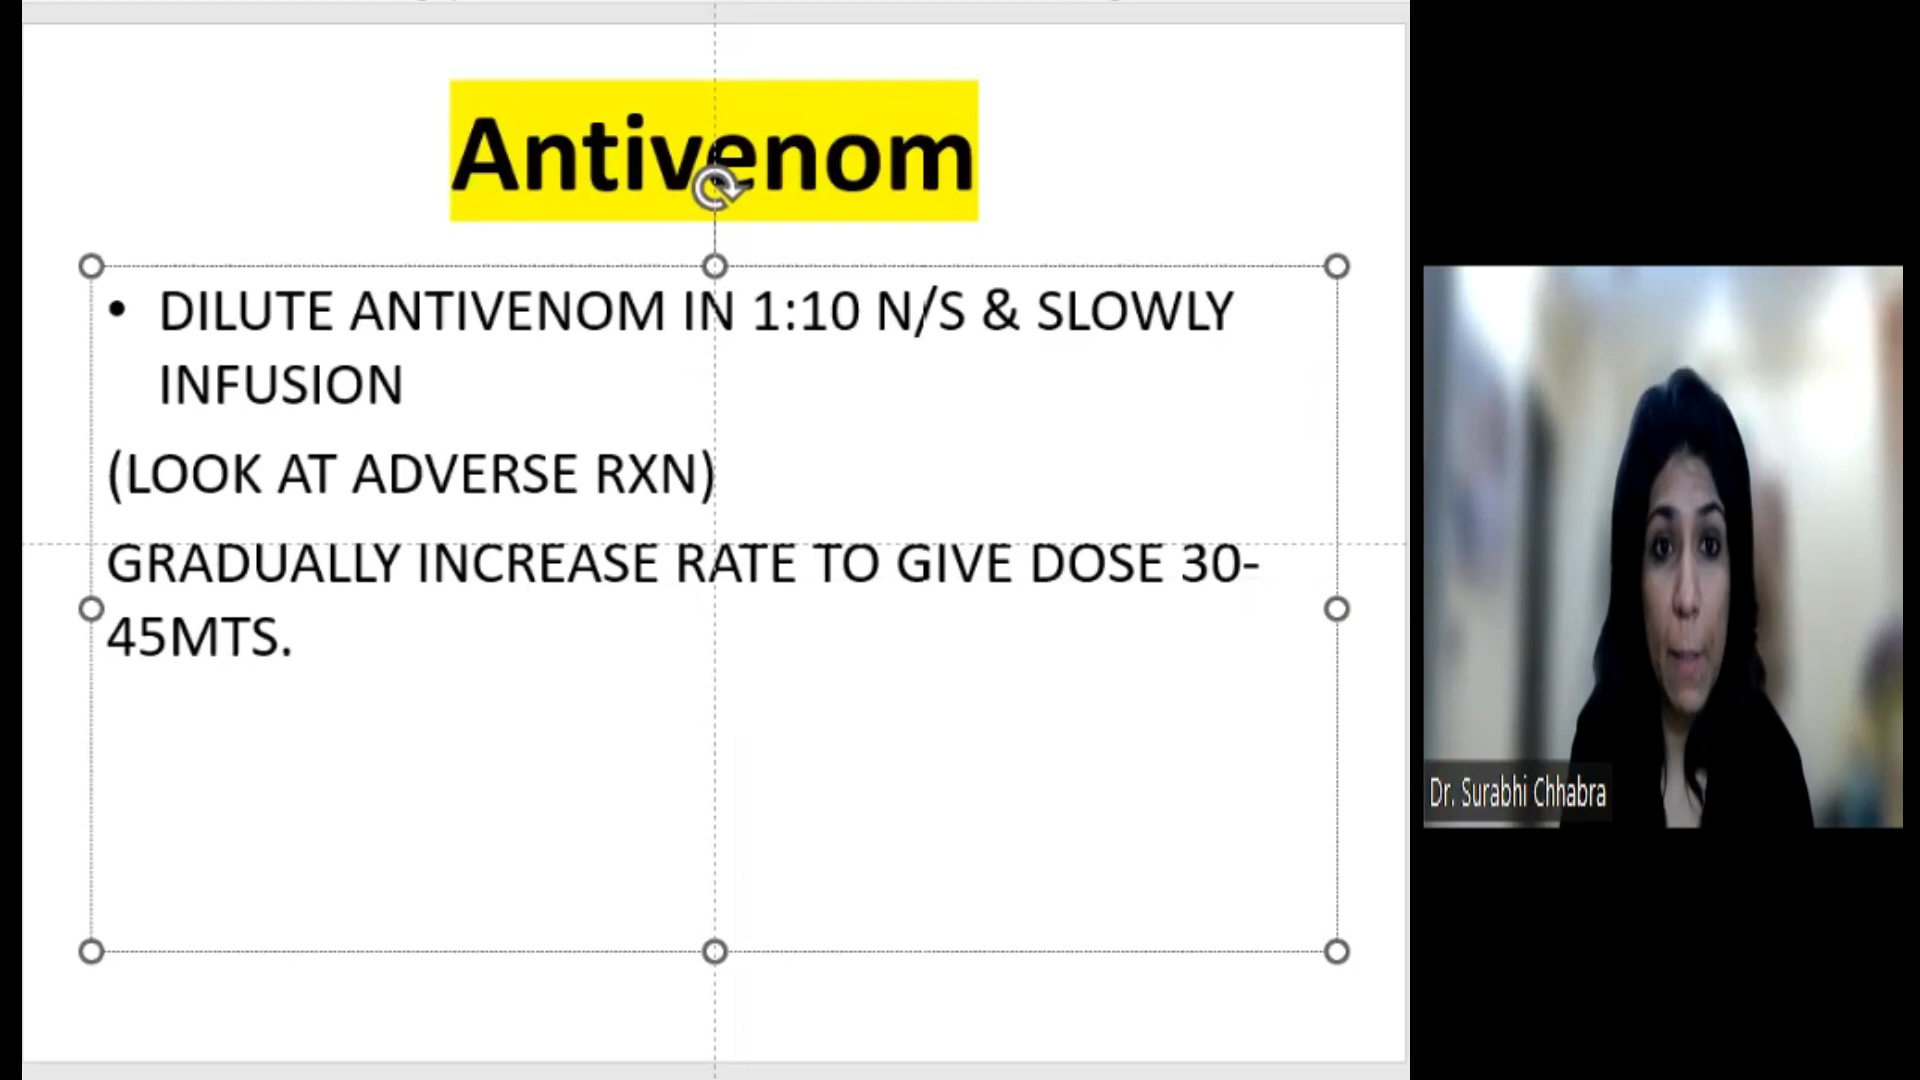 Antivenom
• DILUTE ANTIVENOM IN 1:10 N/S & SLOWLY
INFUSION
(LOOK AT ADVERSE RXN)
GRADUALLY INCREASE RATE TO GIVE DOSE 30-
45MTS.
Dr. Surabhi Chhabra